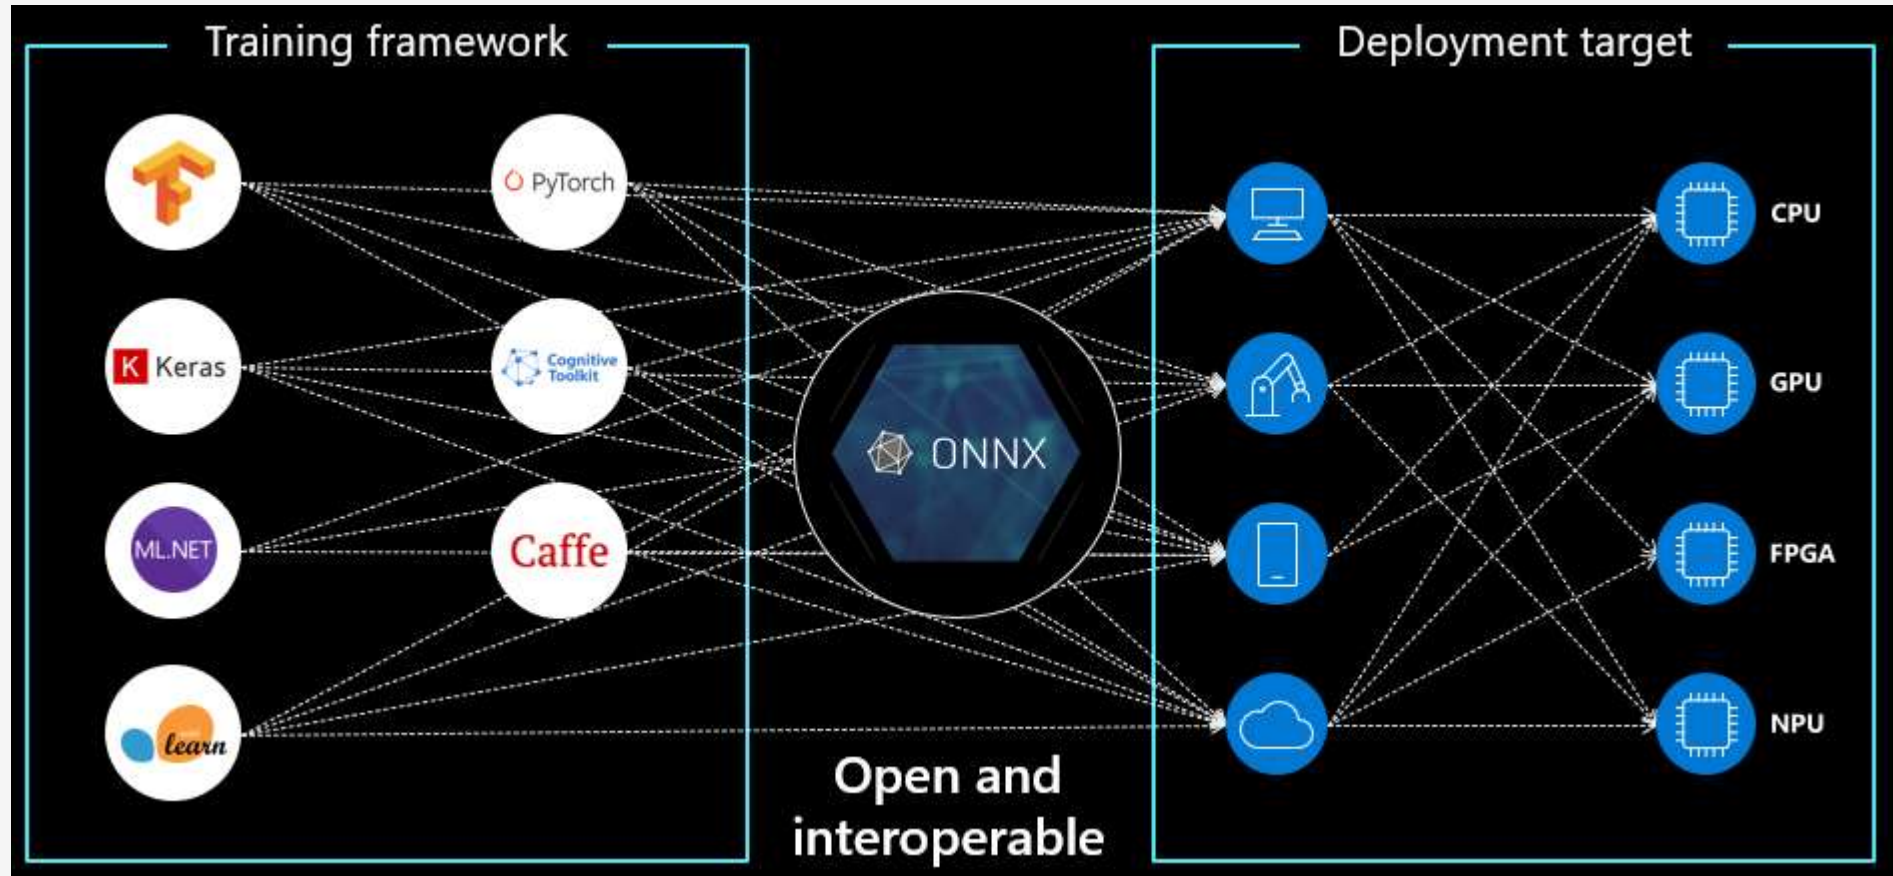 Training framework
Deployment target
PyTorch
K Keras
Cognitive
Toolkit
ML.NET
Caffe
learn
ONNX
CPU
GPU
FPGA
NPU
Open and
interoperable